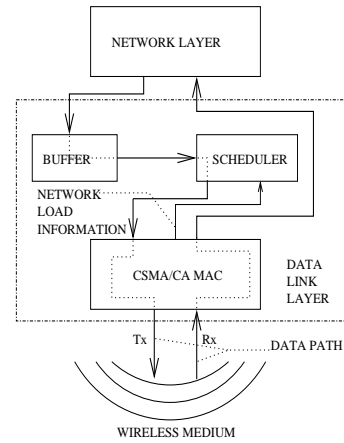 NETWORK LAYER
BUFFER
SCHEDULER
NETWORK
LOAD
INFORMATION
CSMA/CA MAC
DATA
LINK
LAYER
Tx
Rx
DATA PATH
WIRELESS MEDIUM